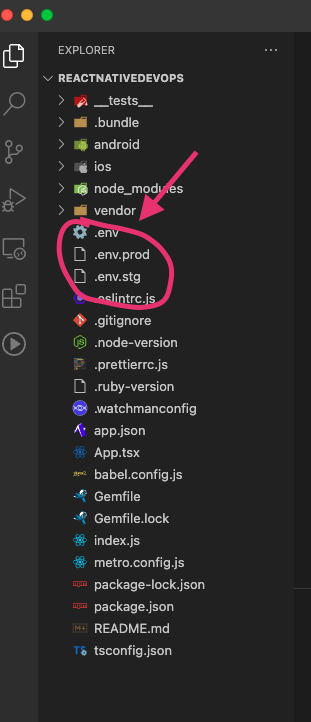 EXPLORER
REACTNATIVEDEVOPS
__tests__
.bundle
android
ios
node_modules
vendor
.env
.env.prod
.env.stg
.eslintrc.js
.gitignore
.node-version
.prettierrc.js
.ruby-version
.watchmanconfig
app.json
App.tsx
babel.config.js
Gemfile
Gemfile.lock
index.js
metro.config.js
package-lock.json
package.json
README.md
tsconfig.json